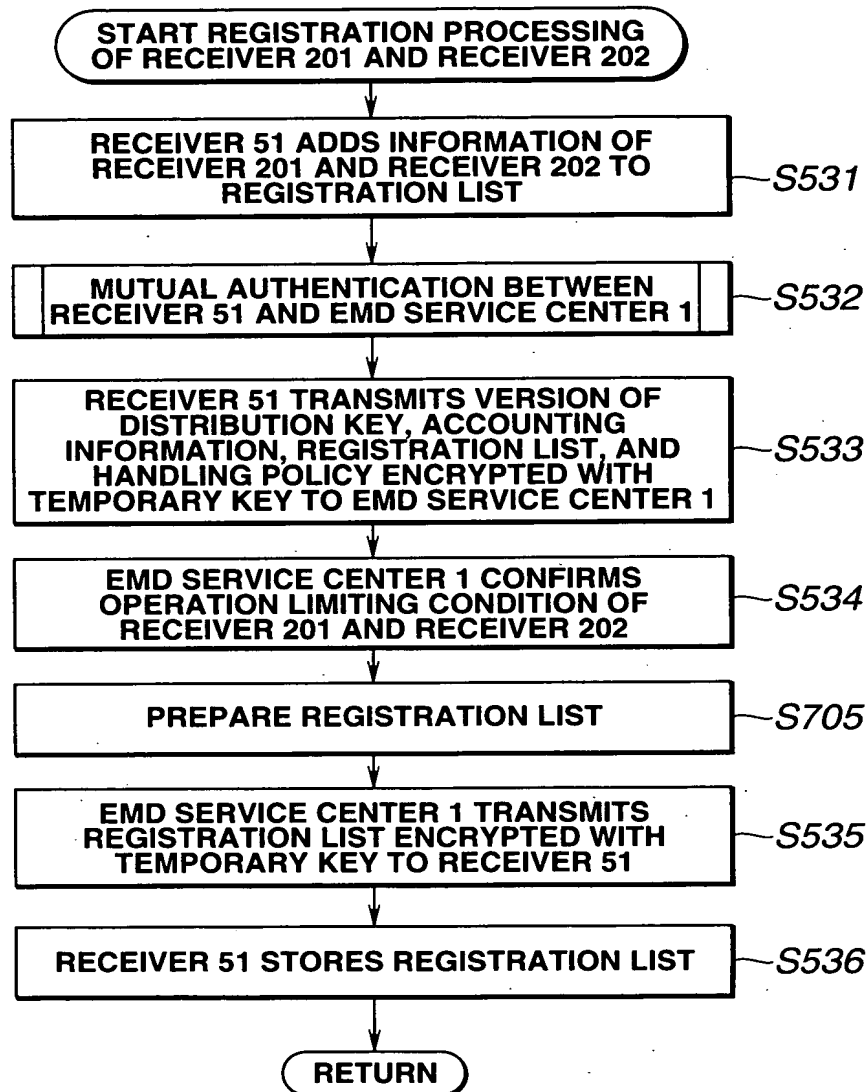 START REGISTRATION PROCESSING
OF RECEIVER 201 AND RECEIVER 202
RECEIVER 51 ADDS INFORMATION OF
RECEIVER 201 AND RECEIVER 202 TO
REGISTRATION LIST
S531
MUTUAL AUTHENTICATION BETWEEN
RECEIVER 51 AND EMD SERVICE CENTER 1
S532
RECEIVER 51 TRANSMITS VERSION OF
DISTRIBUTION KEY, ACCOUNTING
INFORMATION, REGISTRATION LIST, AND
HANDLING POLICY ENCRYPTED WITH
TEMPORARY KEY TO EMD SERVICE CENTER 1
S533
EMD SERVICE CENTER 1 CONFIRMS
OPERATION LIMITING CONDITION OF
RECEIVER 201 AND RECEIVER 202
S534
PREPARE REGISTRATION LIST
S705
EMD SERVICE CENTER 1 TRANSMITS
REGISTRATION LIST ENCRYPTED WITH
TEMPORARY KEY TO RECEIVER 51
S535
RECEIVER 51 STORES REGISTRATION LIST
S536
RETURN